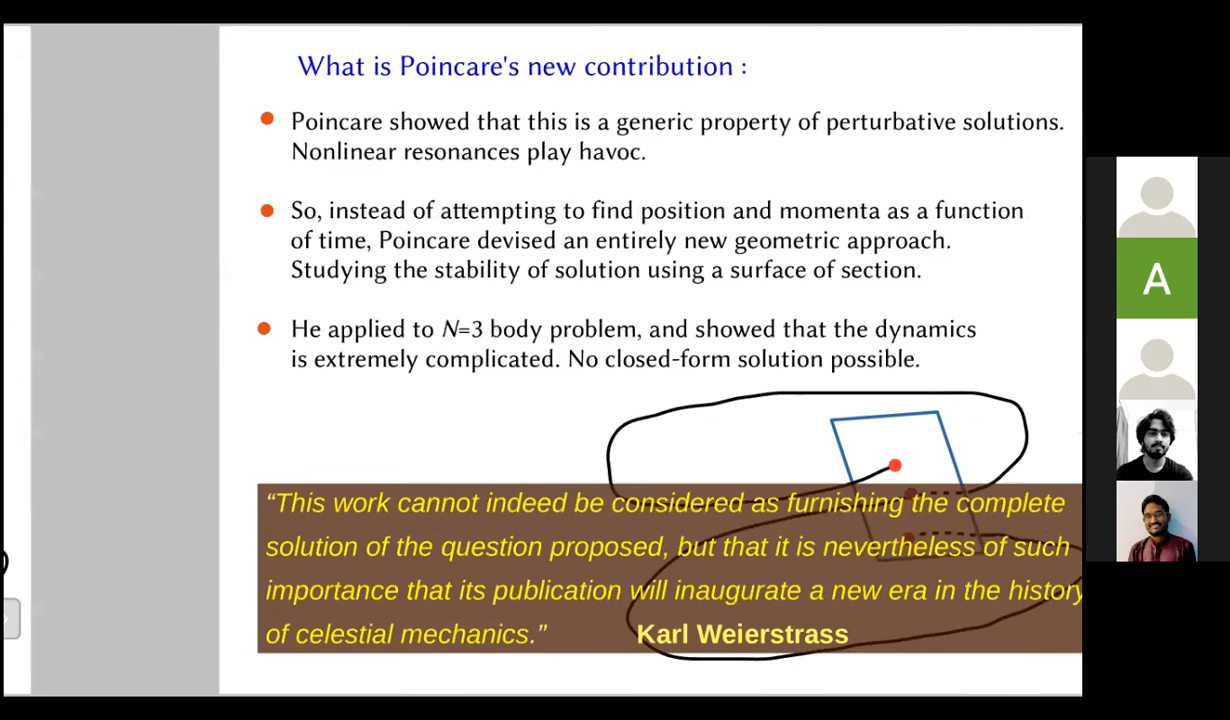 What is Poincare's new contribution :
Poincare showed that this is a generic property of perturbative solutions.
Nonlinear resonances play havoc.
So, instead of attempting to find position and momenta as a function
of time, Poincare devised an entirely new geometric approach.
Studying the stability of solution using a surface of section.
He applied to N=3 body problem, and showed that the dynamics
is extremely complicated. No closed-form solution possible.
“This work cannot indeed be considered as furnishing the complete
solution of the question proposed, but that it is nevertheless of such
importance that its publication will inaugurate a new era in the history
of celestial mechanics.” Karl Weierstrass
A